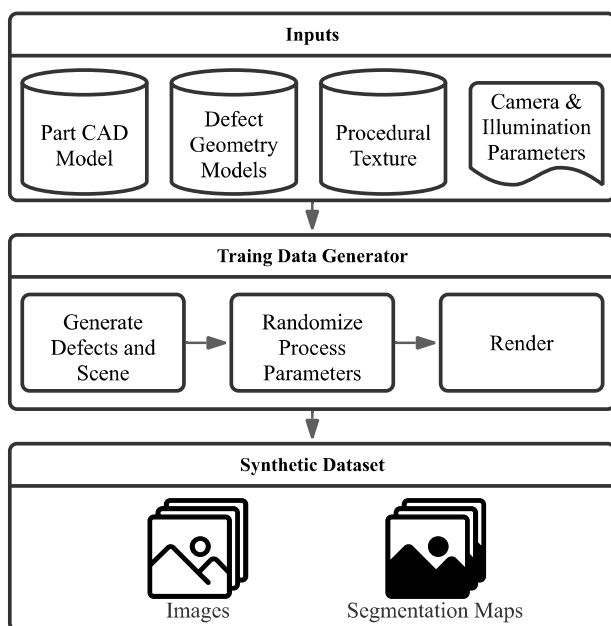 Inputs
Part CAD
Model
Defect
Geometry
Models
Procedural
Texture
Camera &
Illumination
Parameters
Traing Data Generator
Generate
Defects and
Scene
Randomize
Process
Parameters
Render
Synthetic Dataset
Images
Segmentation Maps